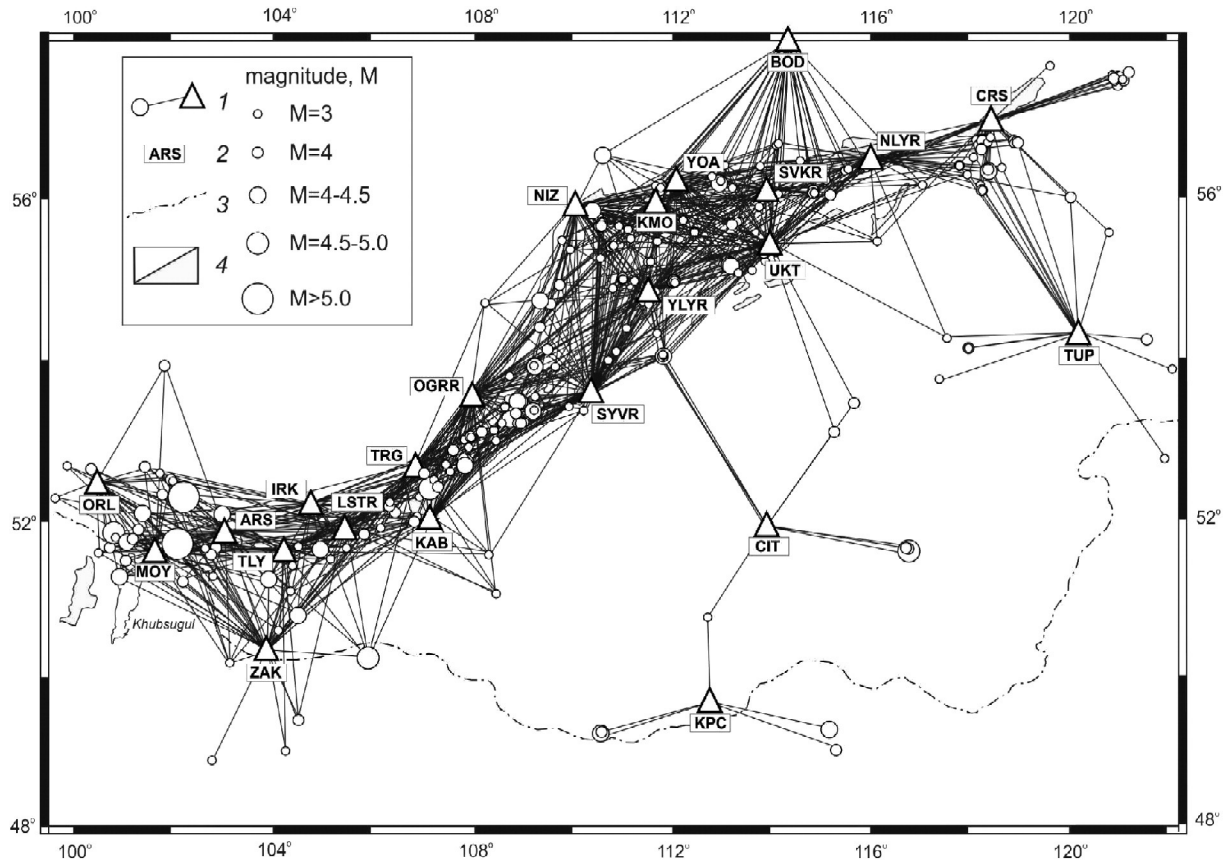 100° 104° 108° 112° 116° 120°
magnitude, M
1
M=3
ARS 2
M=4
3
M=4-4.5
M=4.5-5.0
4
M>5.0
BOD
CRS
NLYR
YOA
SVKR
56°
NIZ
KMO
56°
UKT
YLYR
TUP
OGRR
SYVR
TRG
IRK
LSTR
ORL
ARS
52°
KAB
CIT
52°
MOY
TLY
Khubsugul
ZAK
KPC
48°
48°
100° 104° 108° 112° 116° 120°